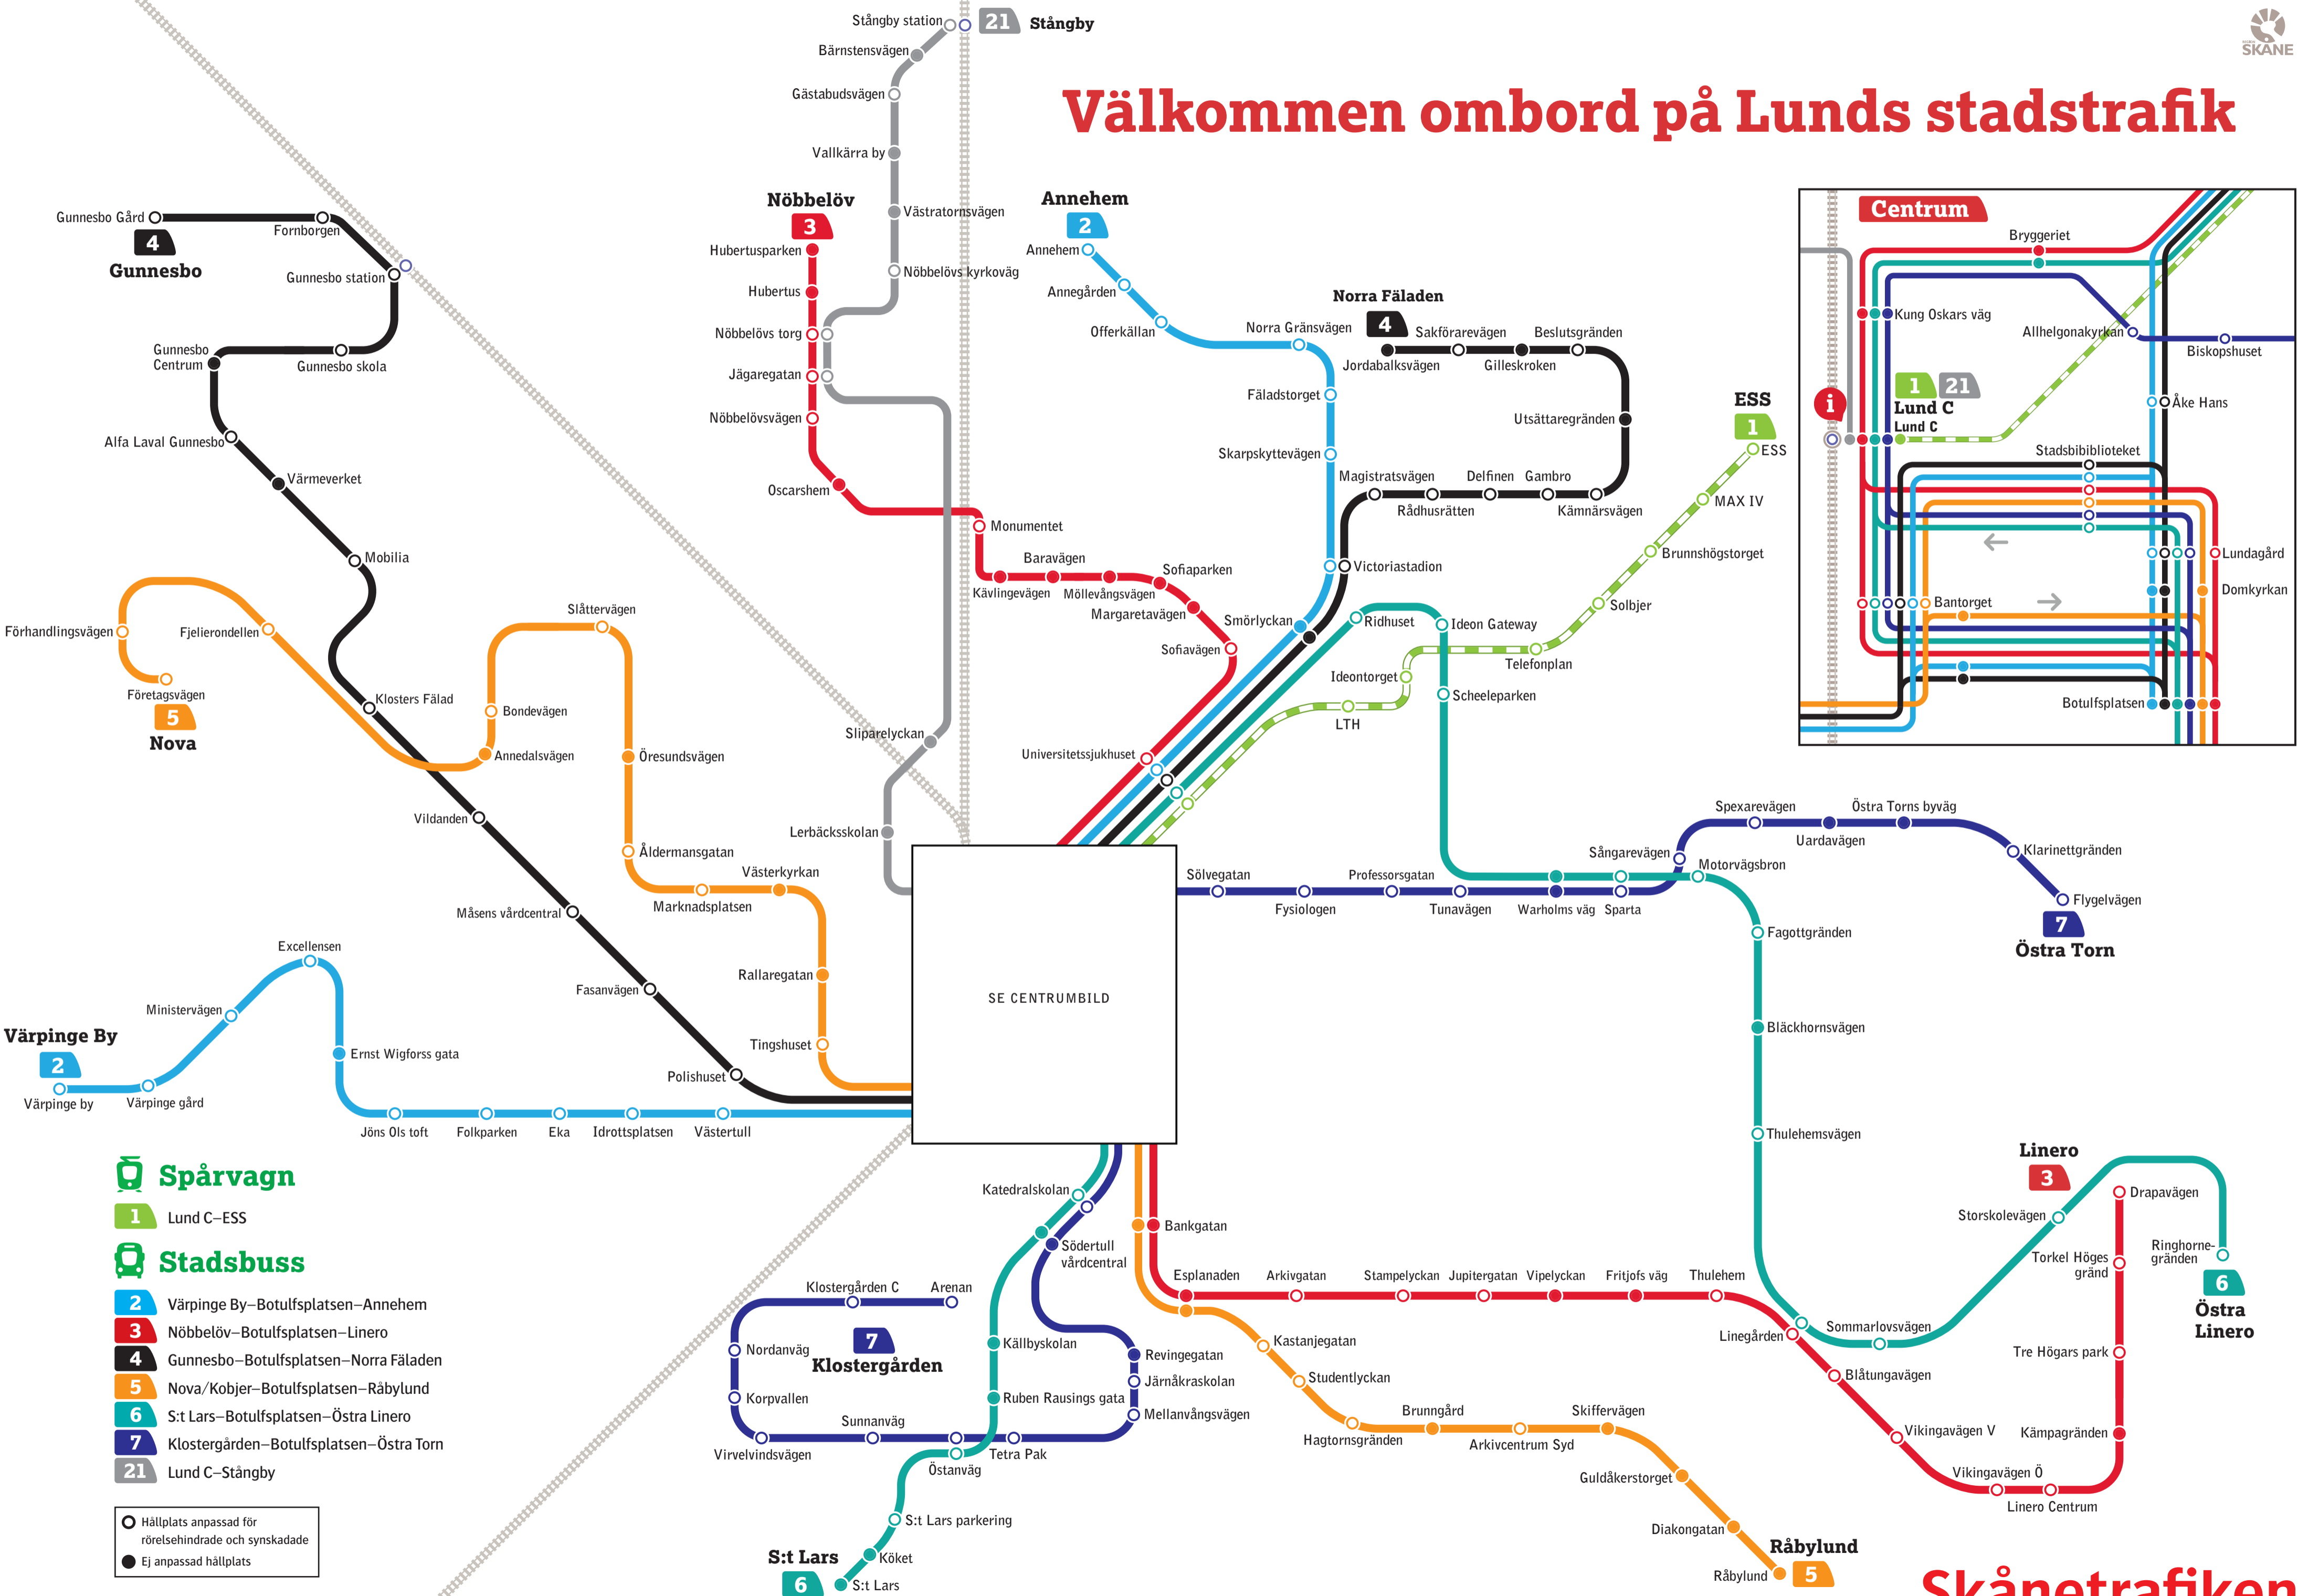 Stångby station
21
Stångby
Bärnstensvägen
Gästabudsvägen
Vallkärra by
Västratornsvägen
Nöbbelövs kyrkoväg
SKÅNE
Välkommen ombord på Lunds stadstrafik
Gunnesbo Gård
4
Gunnesbo
Fornborgen
Gunnesbo station
Gunnesbo
Centrum
Gunnesbo skola
Alfa Laval Gunnesbo
Värmeverket
Mobilia
Klosters Fälad
Vildanden
Måsens vårdcentral
Fasanvägen
Polishuset
Nöbbelöv
3
Hubertusparken
Hubertus
Nöbbelövs torg
Jägaregatan
Nöbbelövsvägen
Oscarshem
Monumentet
Kävlingevägen
Baravägen
Möllevångsvägen
Sofiaparken
Margaretavägen
Sofiavägen
Universitetssjukhuset
Sliparelyckan
Lerbäcksskolan
Annehem
2
Annehem
Annegården
Offerkällan
Norra Gränsvägen
Fäladstorget
Skarpskyttevägen
Victoriastadion
Smörlyckan
Norra Fäladen
4
Jordabalksvägen
Sakförarevägen
Gilleskroken
Beslutsgränden
Utsättaregränden
Kämnärsvägen
Gambro
Delfinen
Rådhusrätten
Magistratsvägen
ESS
1
ESS
MAX IV
Brunnshögstorget
Solbjer
Telefonplan
Ideontorget
LTH
Ridhuset
Ideon Gateway
Scheeleparken
Centrum
Bryggeriet
Kung Oskars väg
Allhelgonakyrkan
Biskopshuset
i
1
21
Lund C
Lund C
Åke Hans
Stadsbibiblioteket
Lundagård
Domkyrkan
Bantorget
Botulfsplatsen
Förhandlingsvägen
Fjelierondellen
Företagsvägen
5
Nova
Slåttervägen
Bondevägen
Annedalsvägen
Öresundsvägen
Åldermansgatan
Marknadsplatsen
Västerkyrkan
Rallaregatan
Tingshuset
SE CENTRUMBILD
Sölvegatan
Fysiologen
Professorsgatan
Tunavägen
Warholms väg
Sparta
Sångarevägen
Motorvägsbron
Spexarevägen
Uardavägen
Östra Torns byväg
Klarinettgränden
Flygelvägen
7
Östra Torn
Fagottgränden
Bläckhornsvägen
Thulehemsvägen
Värpinge By
2
Värpinge by
Värpinge gård
Ministervägen
Excellensen
Ernst Wigforss gata
Jöns Ols toft
Folkparken
Eka
Idrottsplatsen
Västertull
Spårvagn
1 Lund C–ESS
Stadsbuss
2 Värpinge By–Botulfsplatsen–Annehem
3 Nöbbelöv–Botulfsplatsen–Linero
4 Gunnesbo–Botulfsplatsen–Norra Fäladen
5 Nova/Kobjer–Botulfsplatsen–Råbylund
6 S:t Lars–Botulfsplatsen–Östra Linero
7 Klostergården–Botulfsplatsen–Östra Torn
21 Lund C–Stångby
Hållplats anpassad för
rörelsehindrade och synskadade
Ej anpassad hållplats
Katedralskolan
Södertull
vårdcentral
Klostergården C
Arenan
7
Klostergården
Nordanväg
Korpvallen
Virvelvindsvägen
Sunnanväg
Östanväg
Tetra Pak
Källbyskolan
Ruben Rausings gata
Revingegatan
Järnåkraskolan
Mellanvångsvägen
S:t Lars parkering
Köket
S:t Lars
S:t Lars
6
Bankgatan
Esplanaden
Arkivgatan
Stampelyckan
Jupitergatan
Vipelyckan
Fritjofs väg
Thulehem
Linegården
Blåtungavägen
Vikingavägen V
Vikingavägen Ö
Linero Centrum
Kämpagränden
Tre Högars park
Torkel Höges
gränd
Drapavägen
Linero
3
Sommarlovsvägen
Storskolevägen
Ringhorne-
gränden
6
Östra
Linero
Kastanjegatan
Studentlyckan
Hagtornsgränden
Brunngård
Arkivcentrum Syd
Skiffervägen
Guldåkerstorget
Diakongatan
Råbylund
Råbylund
5
Skånetrafiken